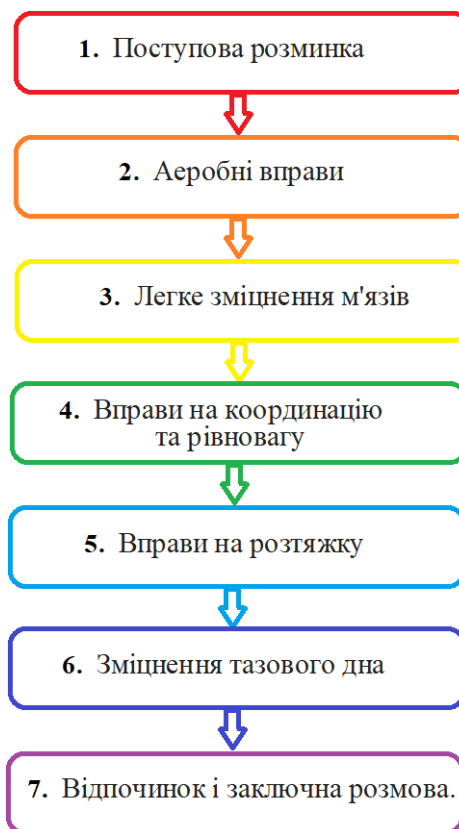 1. Поступова розминка
2. Аеробні вправи
3. Легке зміцнення м'язів
4. Вправи на координацію
та рівновагу
5. Вправи на розтяжку
6. Зміцнення тазового дна
7. Відпочинок і заключна розмова.